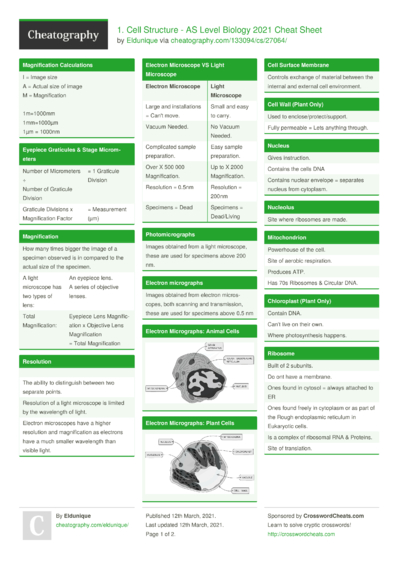 Cheatography
1. Cell Structure - AS Level Biology 2021 Cheat Sheet
by Eldunique via cheatography.com/133094/cs/27064/
Magnification Calculations
I = Image size
A = Actual size of image
M = Magnification
1m=1000mm
1mm=1000µm
1µm = 1000nm
Eyepiece Graticules & Stage Microm-
eters
Number of Micrometers
÷
Number of Graticule
Division
= 1 Graticule
Division
Graticule Divisions x
Magnification Factor
= Measurement
(µm)
Magnification
How many times bigger the image of a
specimen observed is in compared to the
actual size of the specimen.
A light
microscope has
two types of
lens:
An eyepiece lens.
A series of objective
lenses.
Total
Magnification:
Eyepiece Lens Magnific-
ation x Objective Lens
Magnification
= Total Magnification
Resolution
The ability to distinguish between two
separate points.
Resolution of a light microscope is limited
by the wavelength of light.
Electron microscopes have a higher
resolution and magnification as electrons
have a much smaller wavelength than
visible light.
Electron Microscope VS Light
Microscope
Electron Microscope
Light
Microscope
Large and installations
= Can't move.
Small and easy
to carry.
Vacuum Needed.
No Vacuum
Needed.
Complicated sample
preparation.
Easy sample
preparation.
Over X 500 000
Magnification.
Up to X 2000
Magnification.
Resolution = 0.5nm
Resolution =
200nm
Specimens = Dead
Specimens =
Dead/Living
Photomicrographs
Images obtained from a light microscope,
these are used for specimens above 200
nm.
Electron micrographs
Images obtained from electron micros-
copes, both scanning and transmission,
these are used for specimens above 0,5 nm
Electron Micrographs: Animal Cells
Electron Micrographs: Plant Cells
Cell Surface Membrane
Controls exchange of material between the
internal and external cell environment.
Cell Wall (Plant Only)
Used to enclose/protect/support.
Fully permeable = Lets anything through.
Nucleus
Gives instruction.
Contains the cells DNA
Contains nuclear envelope = separates
nucleus from cytoplasm.
Nucleolus
Site where ribosomes are made.
Mitochondrion
Powerhouse of the cell.
Site of aerobic respiration.
Produces ATP.
Has 70s Ribosomes & Circular DNA.
Chloroplast (Plant Only)
Contain DNA.
Can't live on their own.
Where photosynthesis happens.
Ribosome
Built of 2 subunits.
Do ont have a membrane.
Ones found in cytosol = always attached to
ER
Ones found freely in cytoplasm or as part of
the Rough endoplasmic reticulum in
Eukaryotic cells.
Is a complex of ribosomal RNA & Proteins.
Site of translation.
C
By Eldunique
cheatography.com/eldunique/
Published 12th March, 2021.
Last updated 12th March, 2021.
Page 1 of 2.
Sponsored by CrosswordCheats.com
Learn to solve cryptic crosswords!
http://crosswordcheats.com